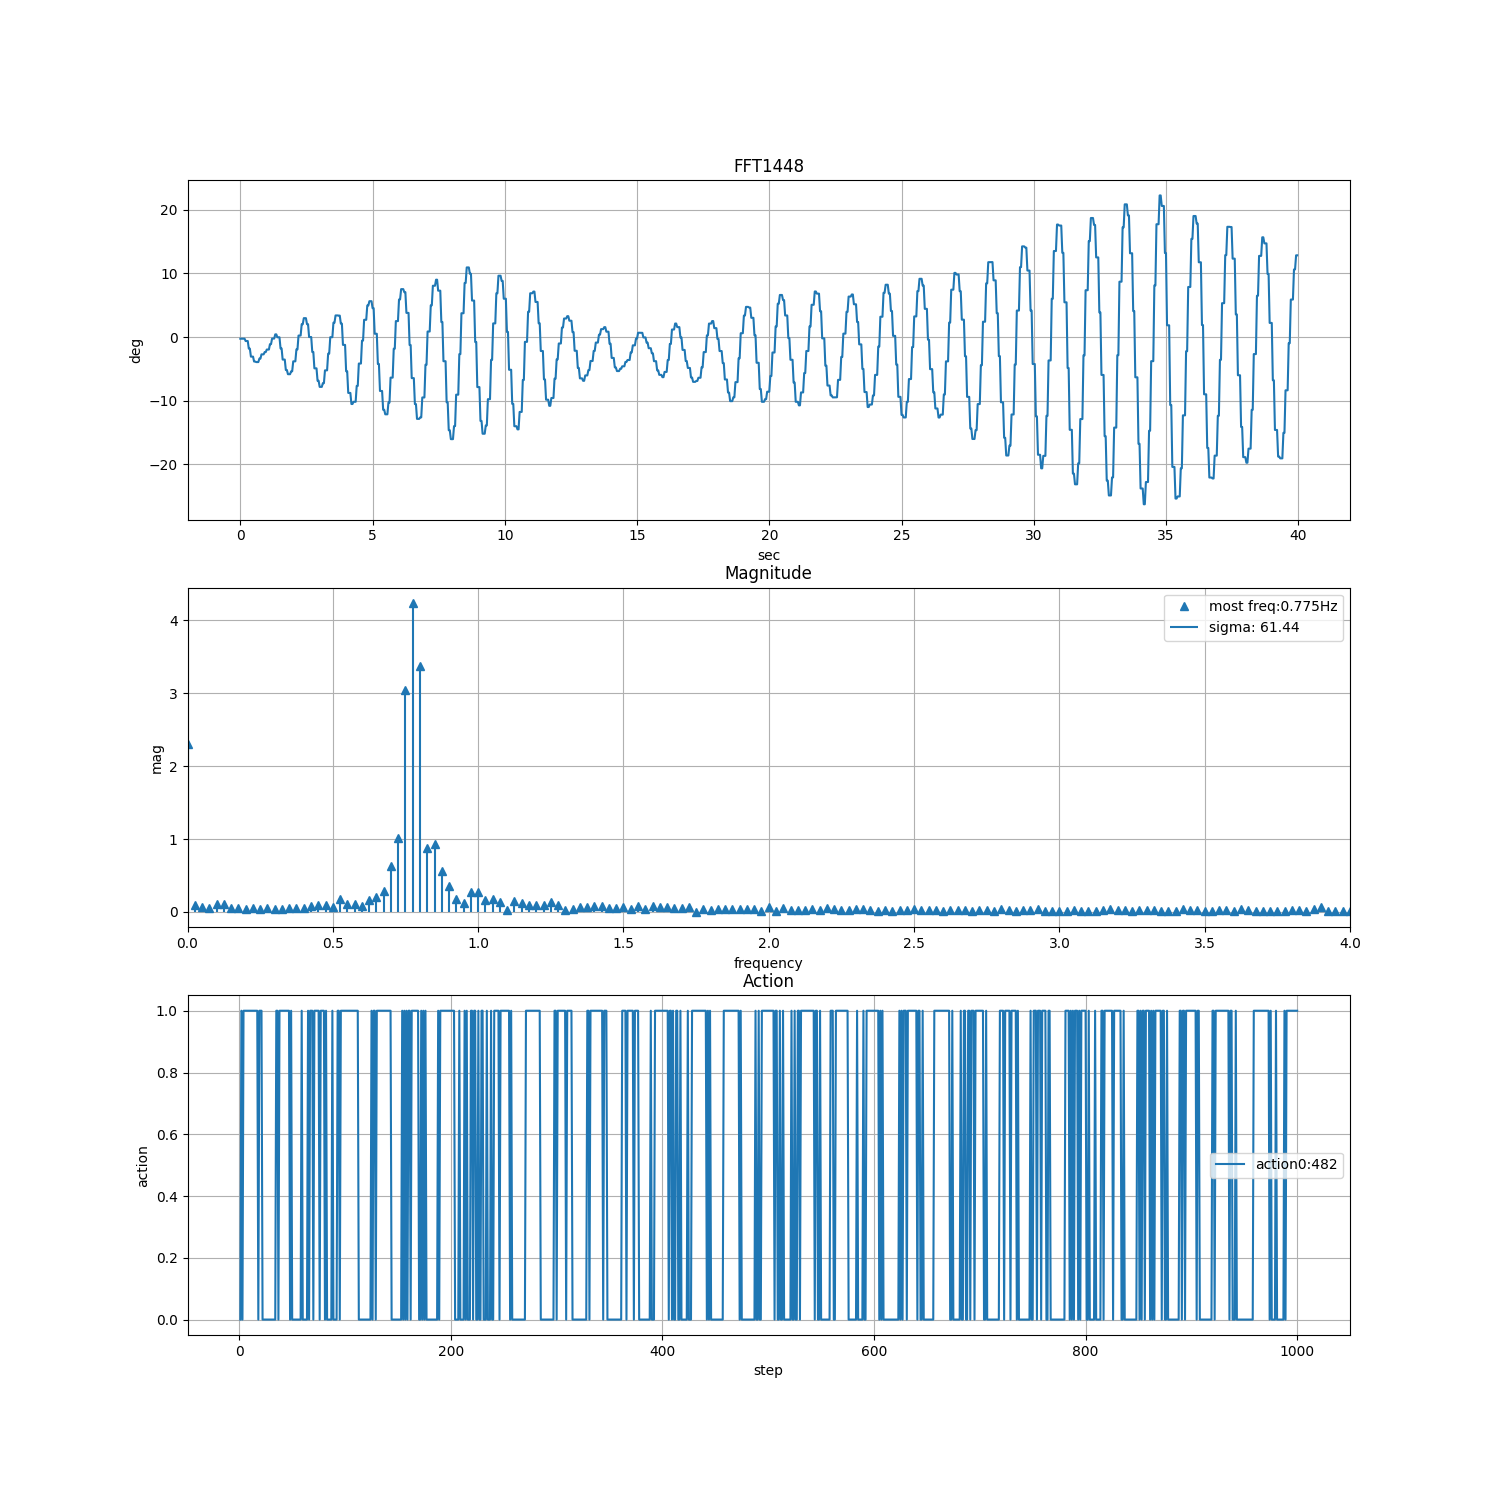 FFT1448
20
10
0
−10
−20
deg
0 5 10 15 20 25 30 35 40
sec
Magnitude
most freq:0.775Hz
sigma: 61.44
4
3
2
1
0
mag
0.0 0.5 1.0 1.5 2.0 2.5 3.0 3.5 4.0
frequency
Action
1.0
0.8
0.6
0.4
0.2
0.0
action
action0:482
0 200 400 600 800 1000
step